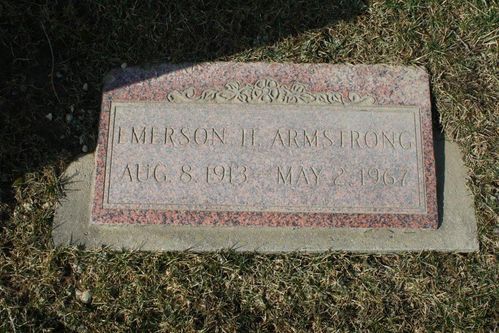 EMERSON H. ARMSTRONG
AUG. 8, 1913 - MAY 2, 1967